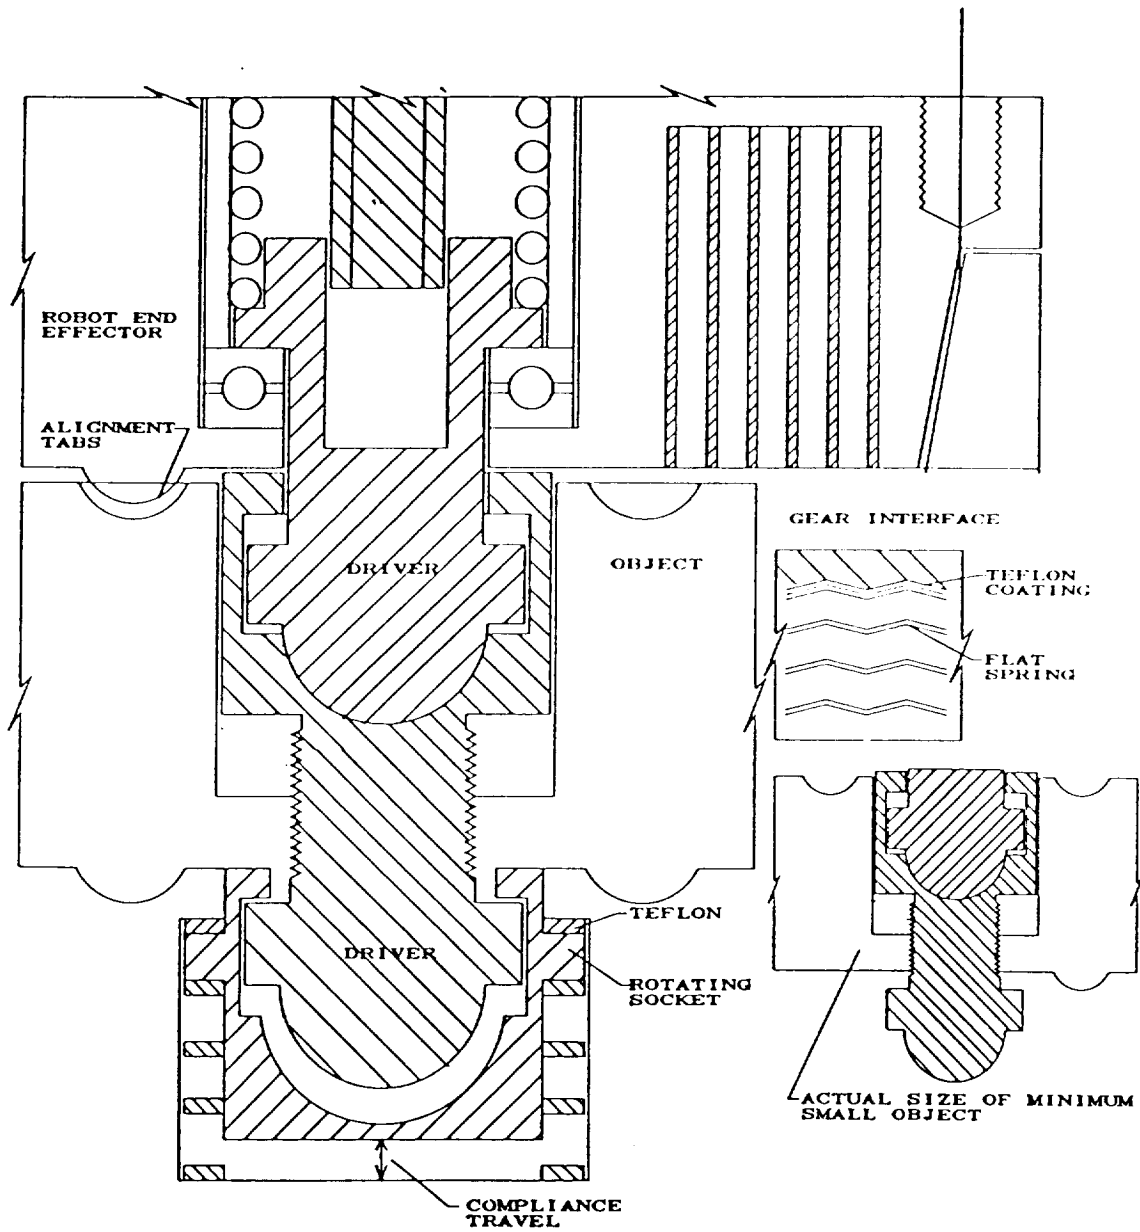 ROBOT END
EFFECTOR
ALIGNMENT
TABS
DRIVER
OBJECT
GEAR INTERFACE
TEFLON
COATING
FLAT
SPRING
TEFLON
DRIVER
ROTATING
SOCKET
ACTUAL SIZE OF MINIMUM
SMALL OBJECT
COMPLIANCE
TRAVEL